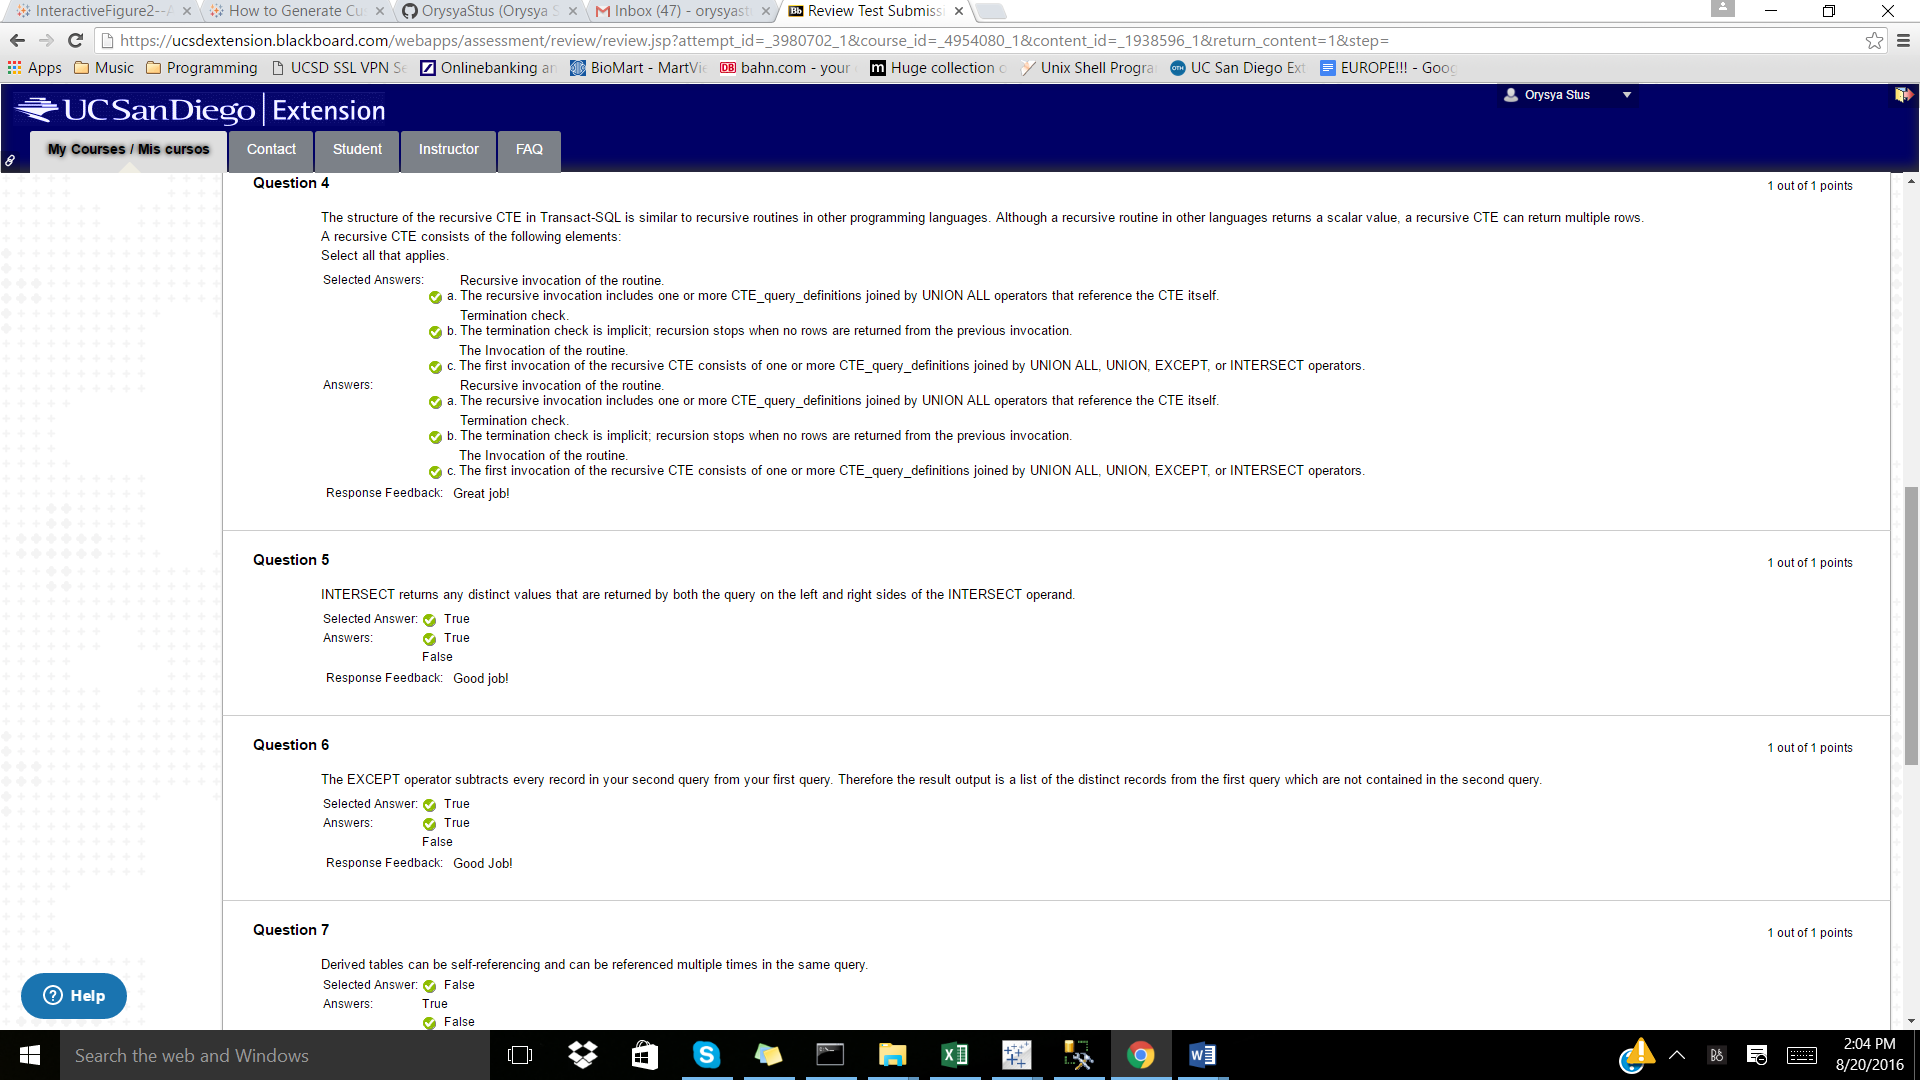 InteractiveFigure2--A
How to Generate Cus
OrysyaStus (Orysya S
Inbox (47) - orysyast
Bb Review Test Submiss
https://ucsdextension.blackboard.com/webapps/assessment/review/review.jsp?attempt_id=_3980702_1&course_id=_4954080_1&content_id=_1938596_1&return_content=1&step=
Apps Music Programming UCSD SSL VPN Se Onlinebanking an BioMart - MartVie DB bahn.com - your m Huge collection o Unix Shell Progra UC San Diego Ext EUROPE!!! - Goog
UC San Diego | Extension
Orysya Stus
My Courses / Mis cursos Contact Student Instructor FAQ
Question 4
1 out of 1 points
The structure of the recursive CTE in Transact-SQL is similar to recursive routines in other programming languages. Although a recursive routine in other languages returns a scalar value, a recursive CTE can return multiple rows.
A recursive CTE consists of the following elements:
Select all that applies.
Selected Answers: Recursive invocation of the routine.
a. The recursive invocation includes one or more CTE_query_definitions joined by UNION ALL operators that reference the CTE itself.
Termination check.
b. The termination check is implicit; recursion stops when no rows are returned from the previous invocation.
The Invocation of the routine.
c. The first invocation of the recursive CTE consists of one or more CTE_query_definitions joined by UNION ALL, UNION, EXCEPT, or INTERSECT operators.
Answers: Recursive invocation of the routine.
a. The recursive invocation includes one or more CTE_query_definitions joined by UNION ALL operators that reference the CTE itself.
Termination check.
b. The termination check is implicit; recursion stops when no rows are returned from the previous invocation.
The Invocation of the routine.
c. The first invocation of the recursive CTE consists of one or more CTE_query_definitions joined by UNION ALL, UNION, EXCEPT, or INTERSECT operators.
Response Feedback: Great job!
Question 5
1 out of 1 points
INTERSECT returns any distinct values that are returned by both the query on the left and right sides of the INTERSECT operand.
Selected Answer: True
Answers: True
False
Response Feedback: Good job!
Question 6
1 out of 1 points
The EXCEPT operator subtracts every record in your second query from your first query. Therefore the result output is a list of the distinct records from the first query which are not contained in the second query.
Selected Answer: True
Answers: True
False
Response Feedback: Good Job!
Question 7
1 out of 1 points
Derived tables can be self-referencing and can be referenced multiple times in the same query.
Selected Answer: False
Answers: True
False
Help
Search the web and Windows
2:04 PM
8/20/2016